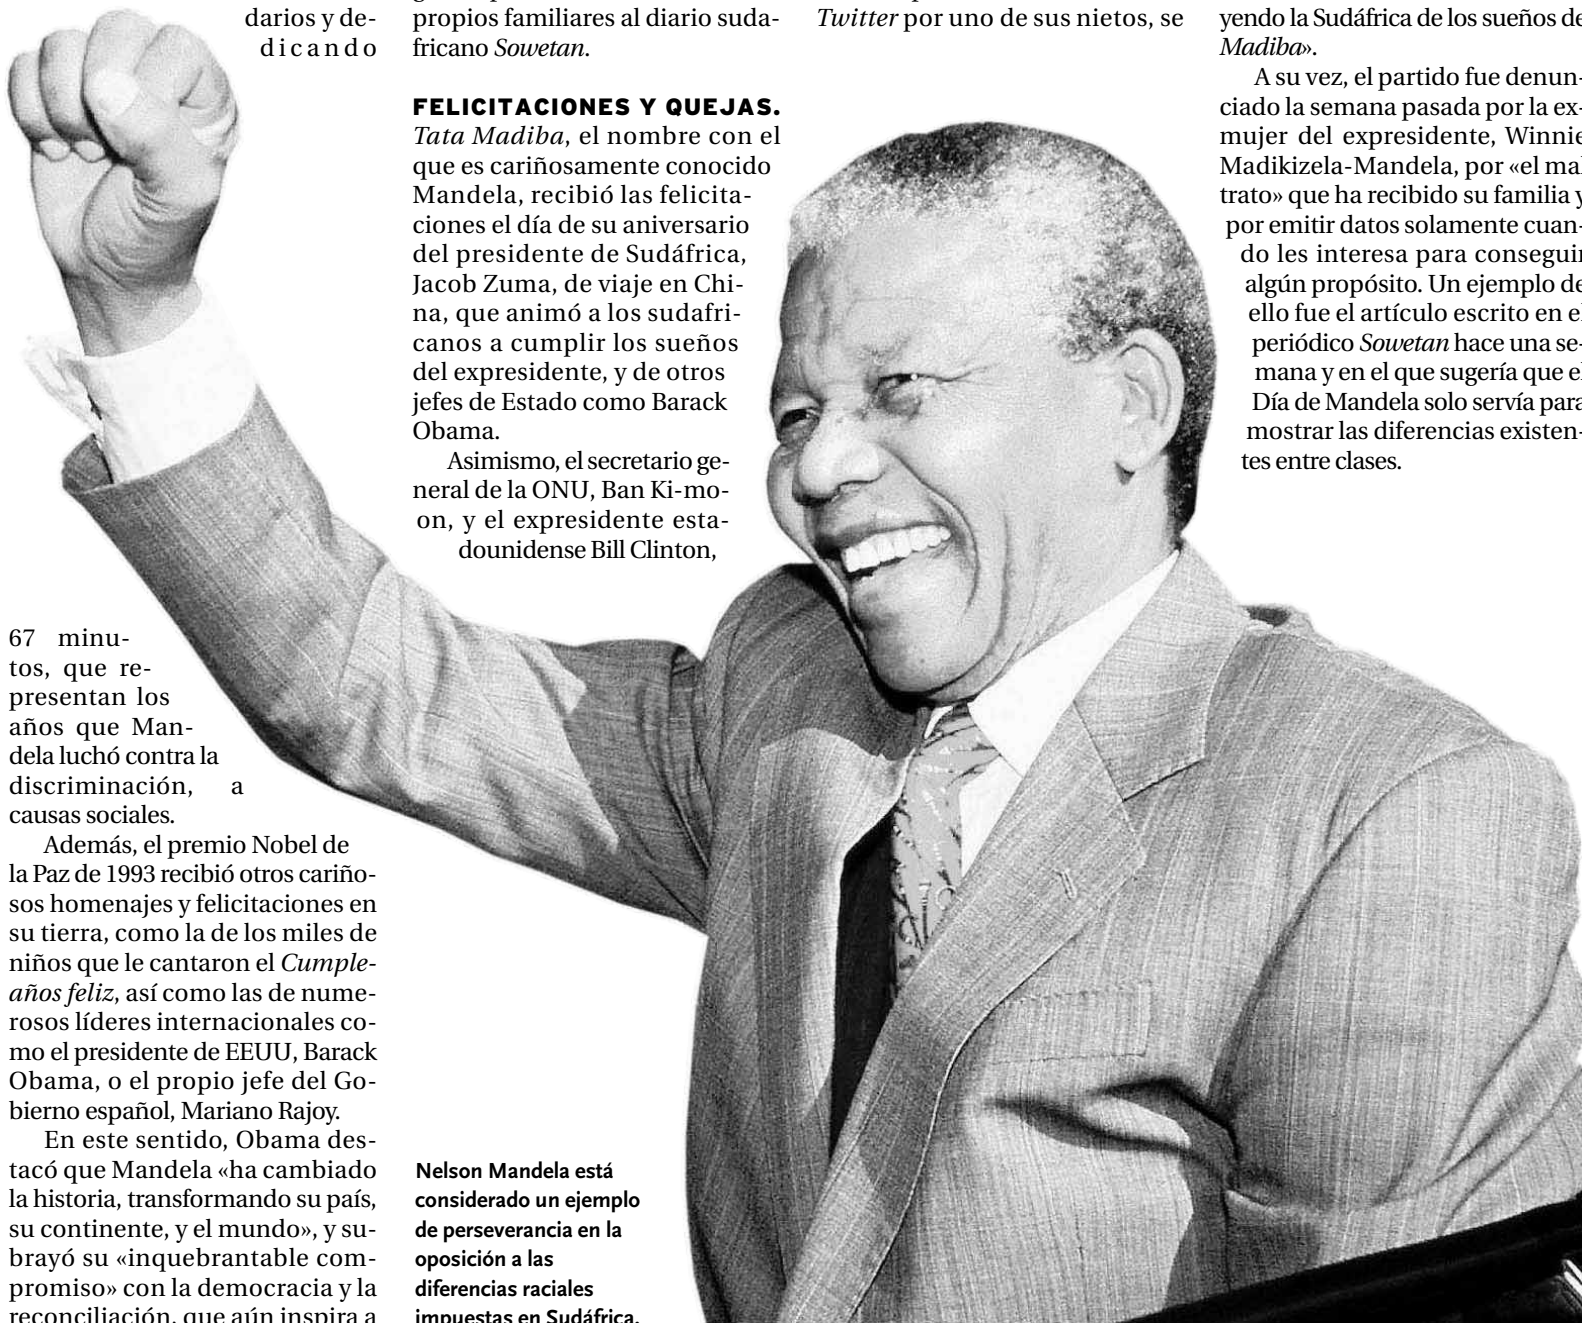 darios y de-
dicando
67 minu-
tos, que re-
presentan los
años que Man-
dela luchó contra la
discriminación, a
causas sociales.
Además, el premio Nobel de
la Paz de 1993 recibió otros cariño-
sos homenajes y felicitaciones en
su tierra, como la de los miles de
niños que le cantaron el Cumple-
años feliz, así como las de nume-
rosos líderes internacionales co-
mo el presidente de EEUU, Barack
Obama, o el propio jefe del Go-
bierno español, Mariano Rajoy.
En este sentido, Obama des-
tacó que Mandela «ha cambiado
la historia, transformando su país,
su continente, y el mundo», y su-
brayó su «inquebrantable com-
promiso» con la democracia y la
reconciliación, que aún inspira a
propios familiares al diario suda-
fricano Sowetan.
FELICITACIONES Y QUEJAS.
Tata Madiba, el nombre con el
que es cariñosamente conocido
Mandela, recibió las felicita-
ciones el día de su aniversario
del presidente de Sudáfrica,
Jacob Zuma, de viaje en Chi-
na, que animó a los sudafri-
canos a cumplir los sueños
del expresidente, y de otros
jefes de Estado como Barack
Obama.
Asimismo, el secretario ge-
neral de la ONU, Ban Ki-mo-
on, y el expresidente esta-
dounidense Bill Clinton,
Nelson Mandela está
considerado un ejemplo
de perseverancia en la
oposición a las
diferencias raciales
impuestas en Sudáfrica.
Twitter por uno de sus nietos, se
yendo la Sudáfrica de los sueños de
Madiba».
A su vez, el partido fue denun-
ciado la semana pasada por la ex-
mujer del expresidente, Winnie
Madikizela-Mandela, por «el mal
trato» que ha recibido su familia y
por emitir datos solamente cuan-
do les interesa para conseguir
algún propósito. Un ejemplo de
ello fue el artículo escrito en el
periódico Sowetan hace una se-
mana y en el que sugería que el
Día de Mandela solo servía para
mostrar las diferencias existen-
tes entre clases.